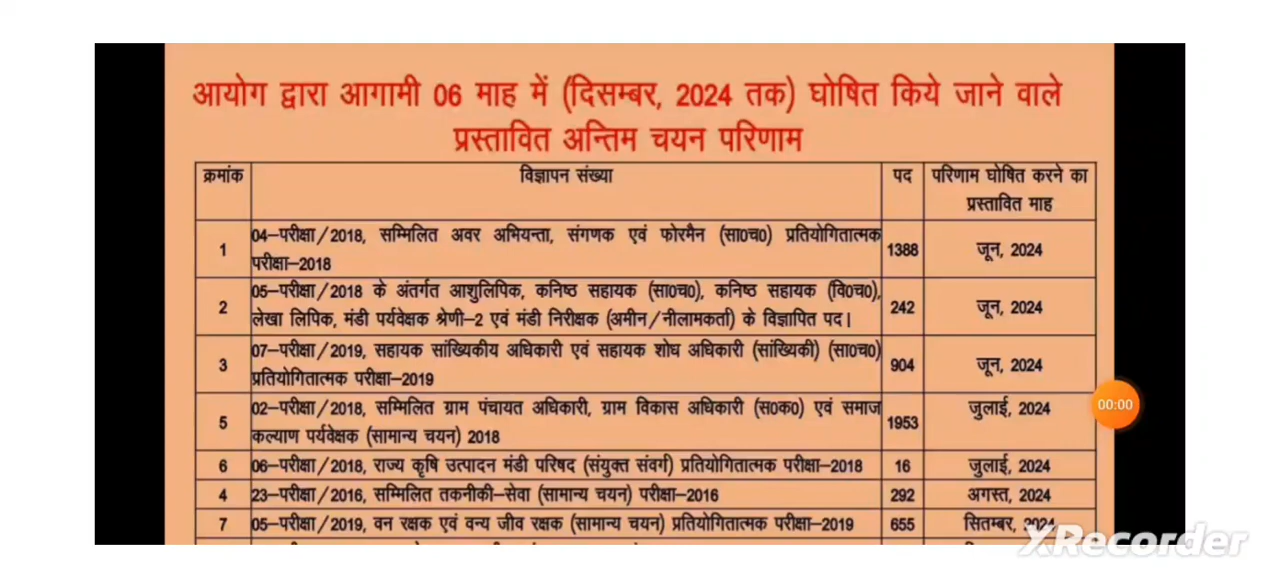 आयोग द्वारा आगामी 06 माह में (दिसम्बर, 2024 तक) घोषित किये जाने वाले
प्रस्तावित अन्तिम चयन परिणाम
क्रमांक विज्ञापन संख्या पद परिणाम घोषित करने का
प्रस्तावित माह
04–परीक्षा/2018, सम्मिलित अवर अभियन्ता, संगणक एवं फोरमैन (सा0च0) प्रतियोगितात्मक
1 1388 जून, 2024
परीक्षा–2018
05–परीक्षा/2018 के अंतर्गत आशुलिपिक, कनिष्ठ सहायक (सा0च0), कनिष्ठ सहायक (वि0च0),
2 242 जून, 2024
लेखा लिपिक, मंडी पर्यवेक्षक श्रेणी–2 एवं मंडी निरीक्षक (अमीन/नीलामकर्ता) के विज्ञापित पद।
07–परीक्षा/2019, सहायक सांख्यिकीय अधिकारी एवं सहायक शोध अधिकारी (सांख्यिकी) (सा0च0)
3 904 जून, 2024
प्रतियोगितात्मक परीक्षा–2019
02–परीक्षा/2018, सम्मिलित ग्राम पंचायत अधिकारी, ग्राम विकास अधिकारी (स0क0) एवं समाज जुलाई, 2024
00:00
5 1953
कल्याण पर्यवेक्षक (सामान्य चयन) 2018
6 06–परीक्षा/2018, राज्य कृषि उत्पादन मंडी परिषद (संयुक्त संवर्ग) प्रतियोगितात्मक परीक्षा–2018 16 जुलाई, 2024
4 23–परीक्षा/2016, सम्मिलित तकनीकी–सेवा (सामान्य चयन) परीक्षा–2016 292 अगस्त, 2024
7 05–परीक्षा/2019, वन रक्षक एवं वन्य जीव रक्षक (सामान्य चयन) प्रतियोगितात्मक परीक्षा–2019 655 सितम्बर, 2024
XRecorder